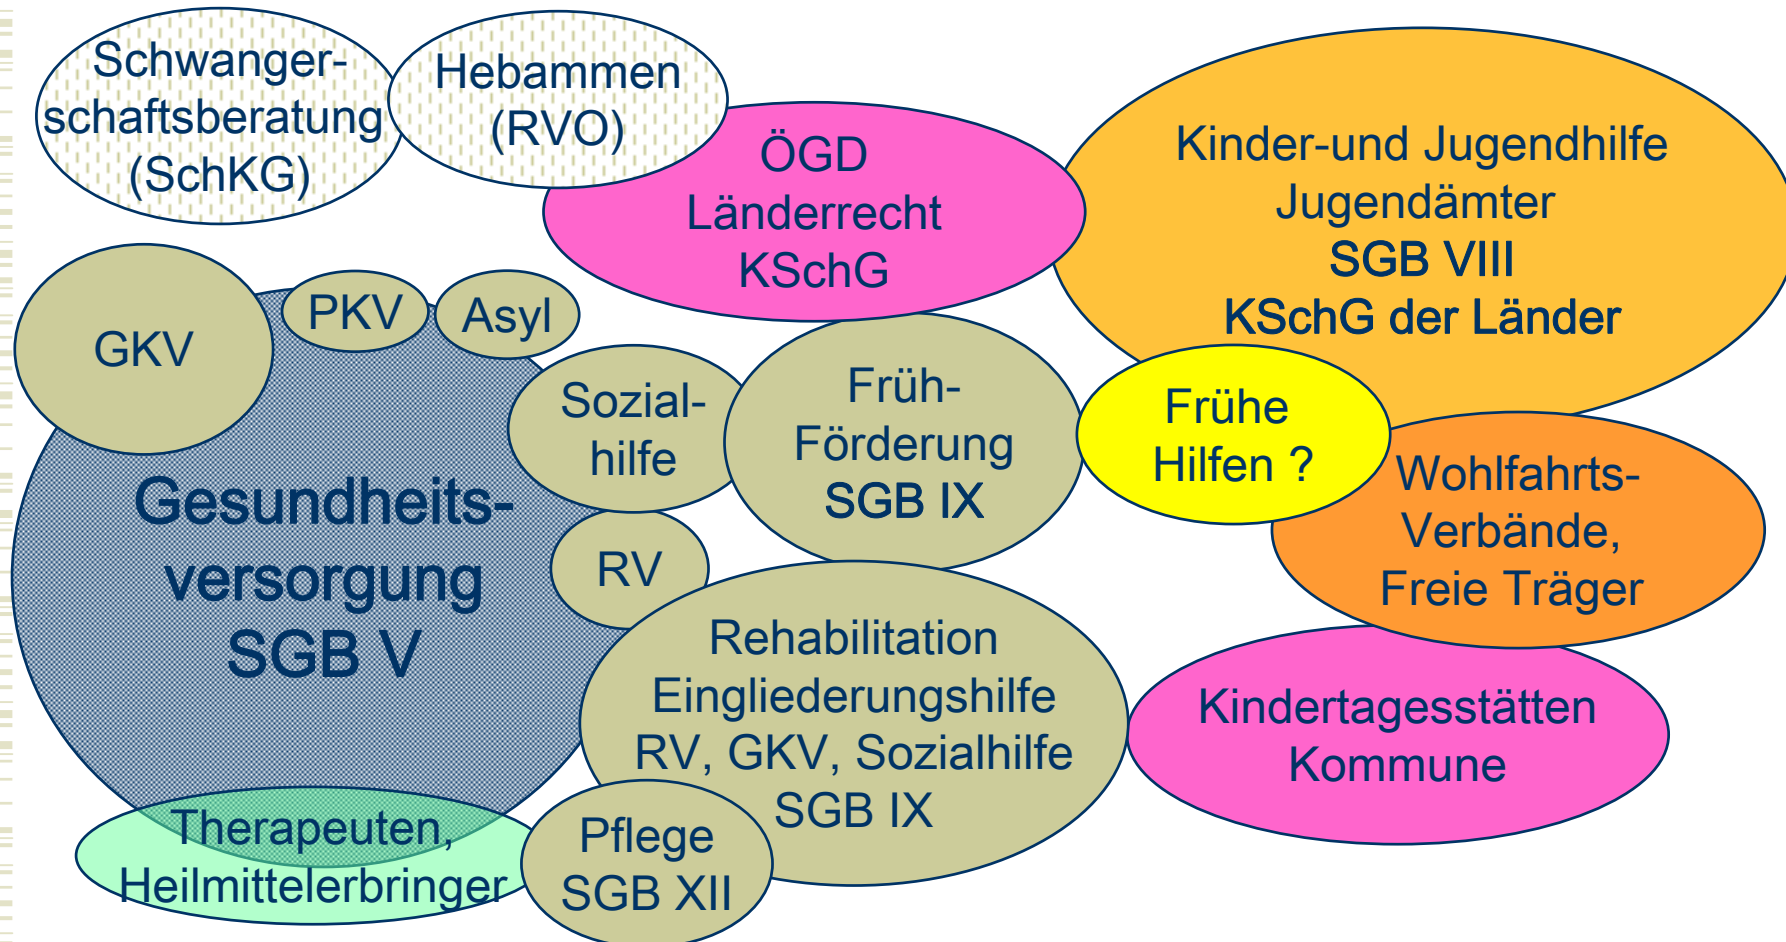 Schwanger-
schaftsberatung
(SchKG)
Hebammen
(RVO)
ÖGD
Länderrecht
KSchG
Kinder-und Jugendhilfe
Jugendämter
SGB VIII
KSchG der Länder
GKV
PKV
Asyl
Sozial-
hilfe
Früh-
Förderung
SGB IX
Frühe
Hilfen ?
Wohlfahrts-
Verbände,
Freie Träger
Gesundheits-
versorgung
SGB V
RV
Rehabilitation
Eingliederungshilfe
RV, GKV, Sozialhilfe
SGB IX
Kindertagesstätten
Kommune
Therapeuten,
Heilmittelerbringer
Pflege
SGB XII